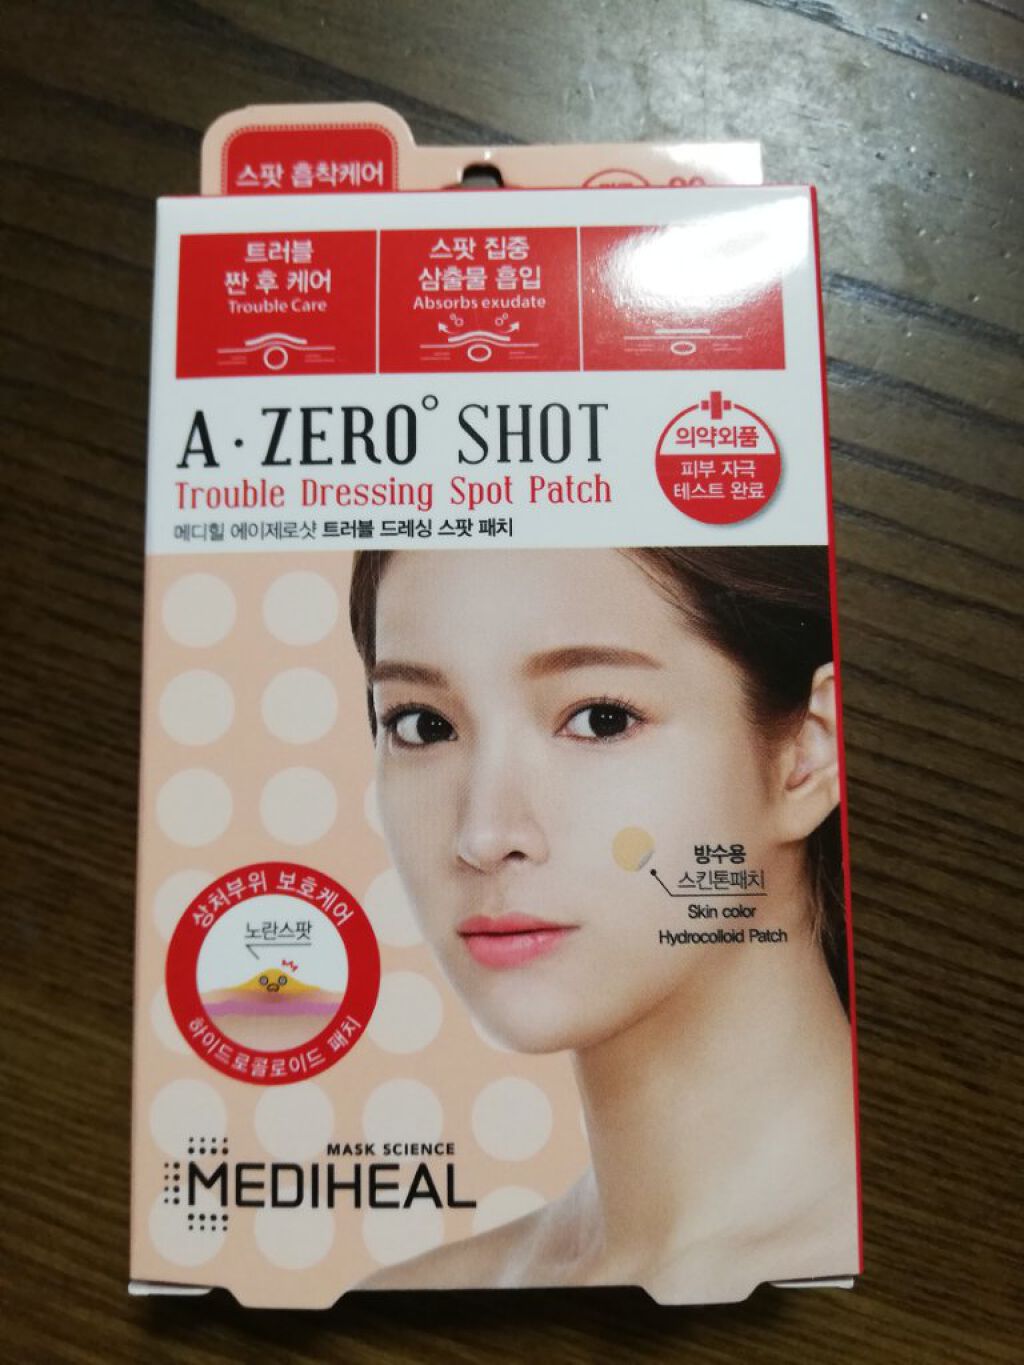 스팟 흡착케어
트러블
짠 후 케어
Trouble Care
스팟 집중
삼출물 흡입
Absorbs exudate
A·ZERO° SHOT
Trouble Dressing Spot Patch
메디힐 에이제로샷 트러블 드레싱 스팟 패치
의약외품
피부 자극
테스트 완료
방수용
스킨톤패치
Skin color
Hydrocolloid Patch
상처부위 보호케어
노란스팟
하이드로콜로이드 패치
MASK SCIENCE
MEDIHEAL